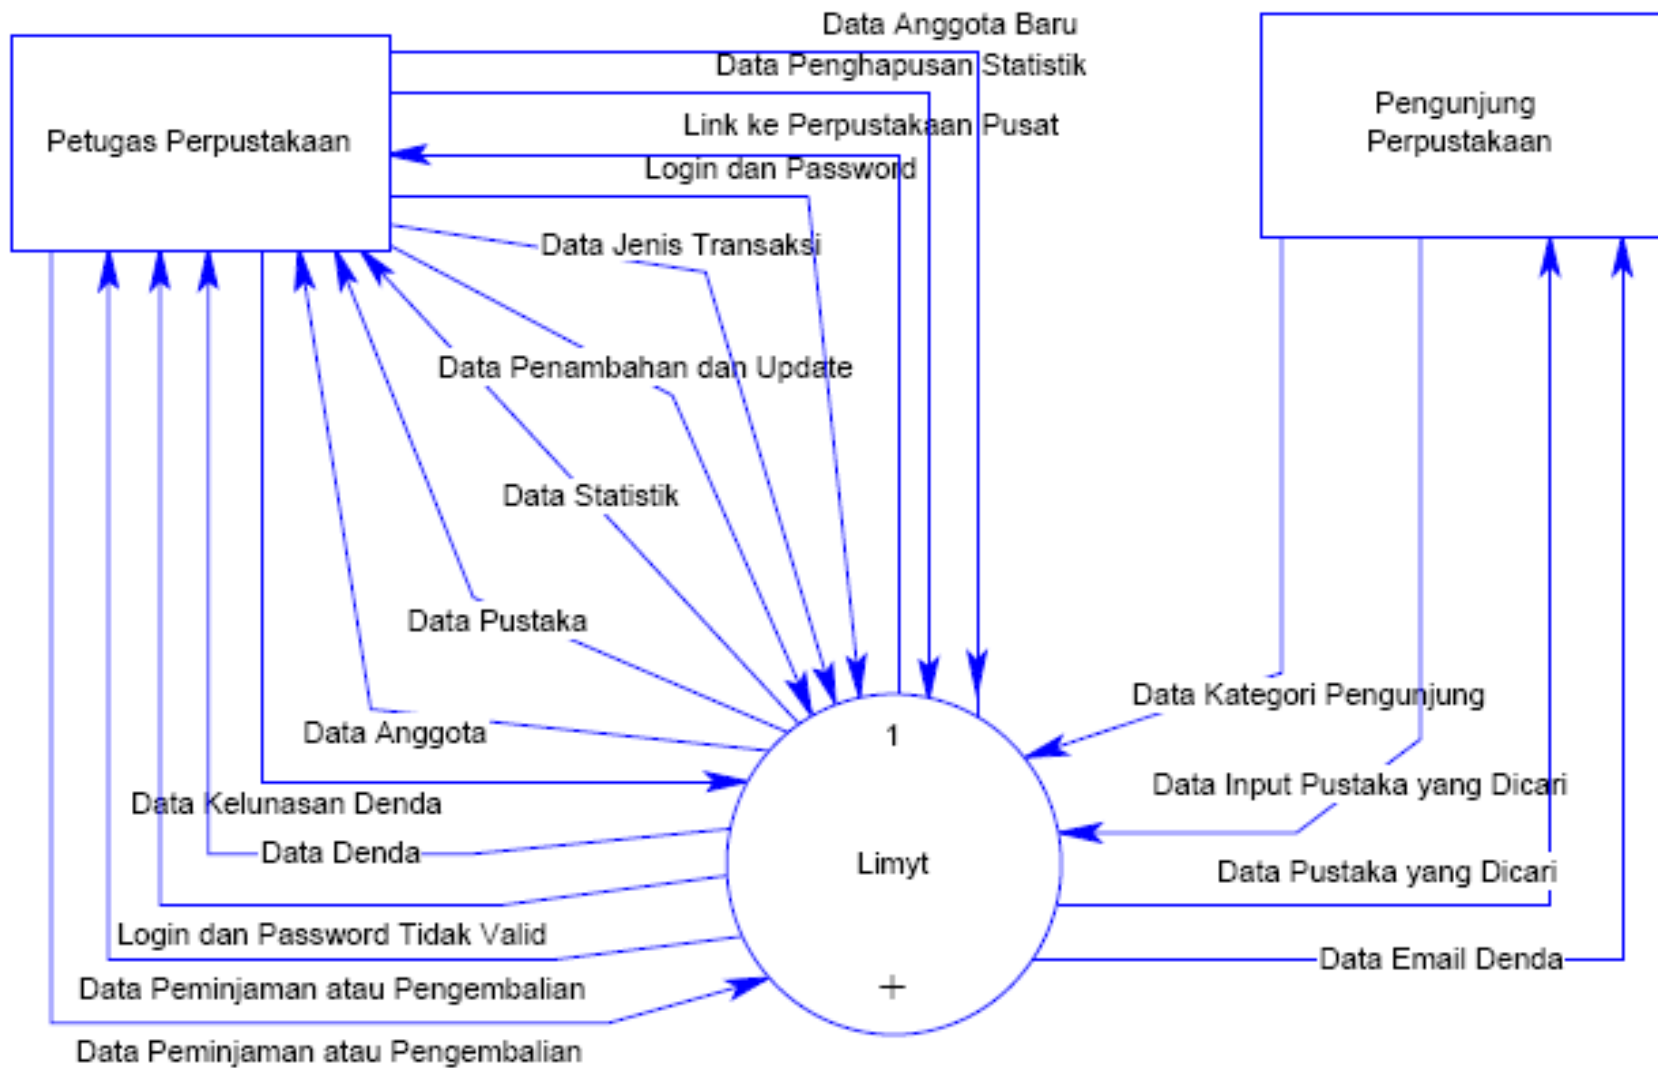 Data Anggota Baru
Data Penghapusan Statistik
Pengunjung
Perpustakaan
Petugas Perpustakaan
Link ke Perpustakaan Pusat
Login dan Password
Data Jenis Transaksi
Data Penambahan dan Update
Data Statistik
Data Pustaka
Data Kategori Pengunjung
Data Anggota
1
Data Input Pustaka yang Dicari
Data Kelunasan Denda
Data Denda
Limyt
Data Pustaka yang Dicari
Login dan Password Tidak Valid
Data Email Denda
Data Peminjaman atau Pengembalian
+
Data Peminjaman atau Pengembalian